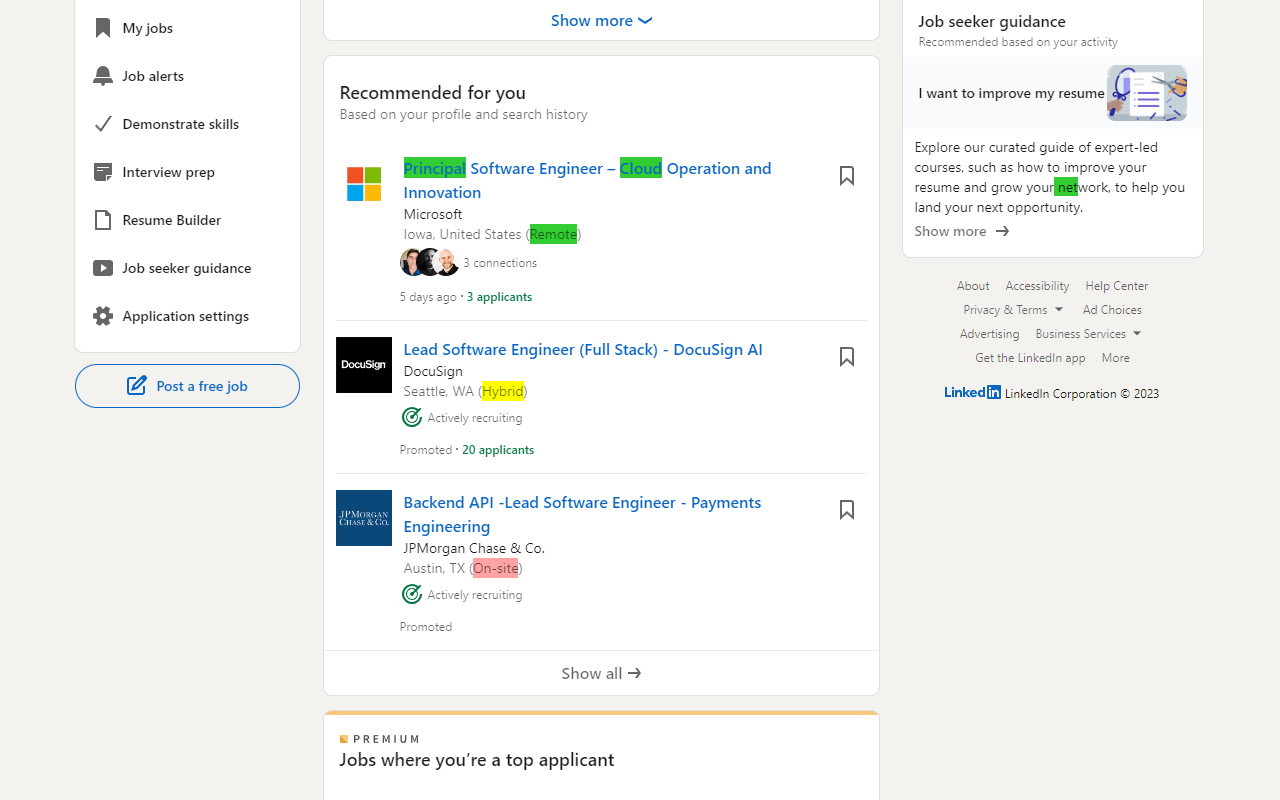 My jobs
Job alerts
Demonstrate skills
Interview prep
Resume Builder
Job seeker guidance
Application settings
Post a free job
Show more
Recommended for you
Based on your profile and search history
Principal Software Engineer – Cloud Operation and
Innovation
Microsoft
Iowa, United States (Remote)
3 connections
5 days ago · 3 applicants
DocuSign
Lead Software Engineer (Full Stack) - DocuSign AI
DocuSign
Seattle, WA (Hybrid)
Actively recruiting
Promoted · 20 applicants
JPMORGAN
CHASE & CO.
Backend API -Lead Software Engineer - Payments
Engineering
JPMorgan Chase & Co.
Austin, TX (On-site)
Actively recruiting
Promoted
Show all
PREMIUM
Jobs where you’re a top applicant
Job seeker guidance
Recommended based on your activity
I want to improve my resume
Explore our curated guide of expert-led
courses, such as how to improve your
resume and grow your network, to help you
land your next opportunity.
Show more
About Accessibility Help Center
Privacy & Terms Ad Choices
Advertising Business Services
Get the LinkedIn app More
LinkedIn LinkedIn Corporation © 2023